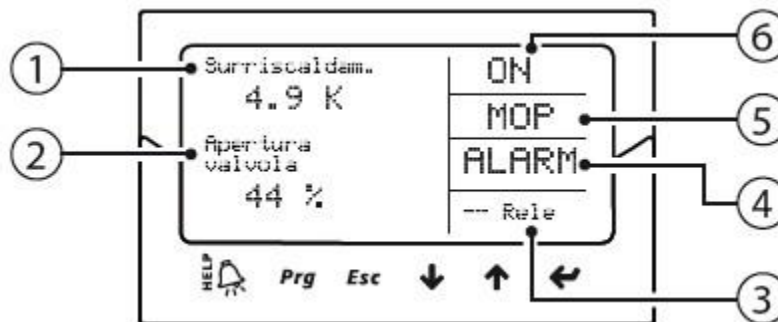 Surriscaldam.
4.9 K
Apertura
valvola
44 %
ON
MOP
ALARM
-- Rele
HELP Prg Esc
1
2
6
5
4
3